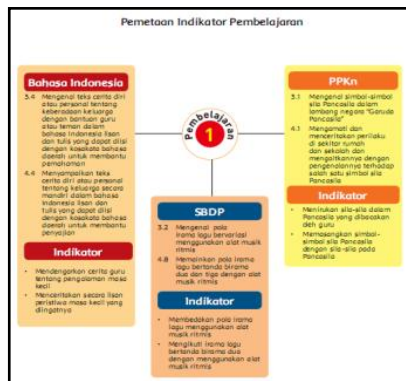 Pemetaan Indikator Pembelajaran
Bahasa Indonesia
3.4 Mengenal teks cerita diri
atau personal tentang
keberadaan keluarga
dengan bantuan guru
atau teman dalam
bahasa Indonesia lisan
dan tulis yang dapat diisi
dengan kosakata bahasa
daerah untuk membantu
pemahaman
4.4 Menyampaikan teks
cerita diri atau personal
tentang keluarga secara
mandiri dalam bahasa
Indonesia lisan dan
tulis yang dapat diisi
dengan kosakata bahasa
daerah untuk membantu
penyajian
Indikator
• Mendengarkan cerita guru
tentang pengalaman masa
kecil
• Menceritakan secara lisan
peristiwa masa kecil yang
diingatnya
Pembelajaran
1
SBDP
3.2 Mengenal pola
irama lagu bervariasi
menggunakan alat musik
ritmis
4.8 Memainkan pola irama
lagu bertanda birama
dua dan tiga dengan alat
musik ritmis
Indikator
• Membedakan pola irama
lagu menggunakan alat
musik ritmis
• Mengikuti irama lagu
bertanda birama dua
dengan menggunakan alat
musik ritmis
PPKn
3.1 Mengenal simbol-simbol
sila Pancasila dalam
lambang negara "Garuda
Pancasila"
4.1 Mengamati dan
menceritakan perilaku
di sekitar rumah
dan sekolah dan
mengaitkannya dengan
pengenalannya terhadap
salah satu simbol sila
Pancasila
Indikator
• Menirukan sila-sila dalam
Pancasila yang dibacakan
oleh guru
• Memasangkan simbol-
simbol sila Pancasila
dengan sila-sila pada
Pancasila